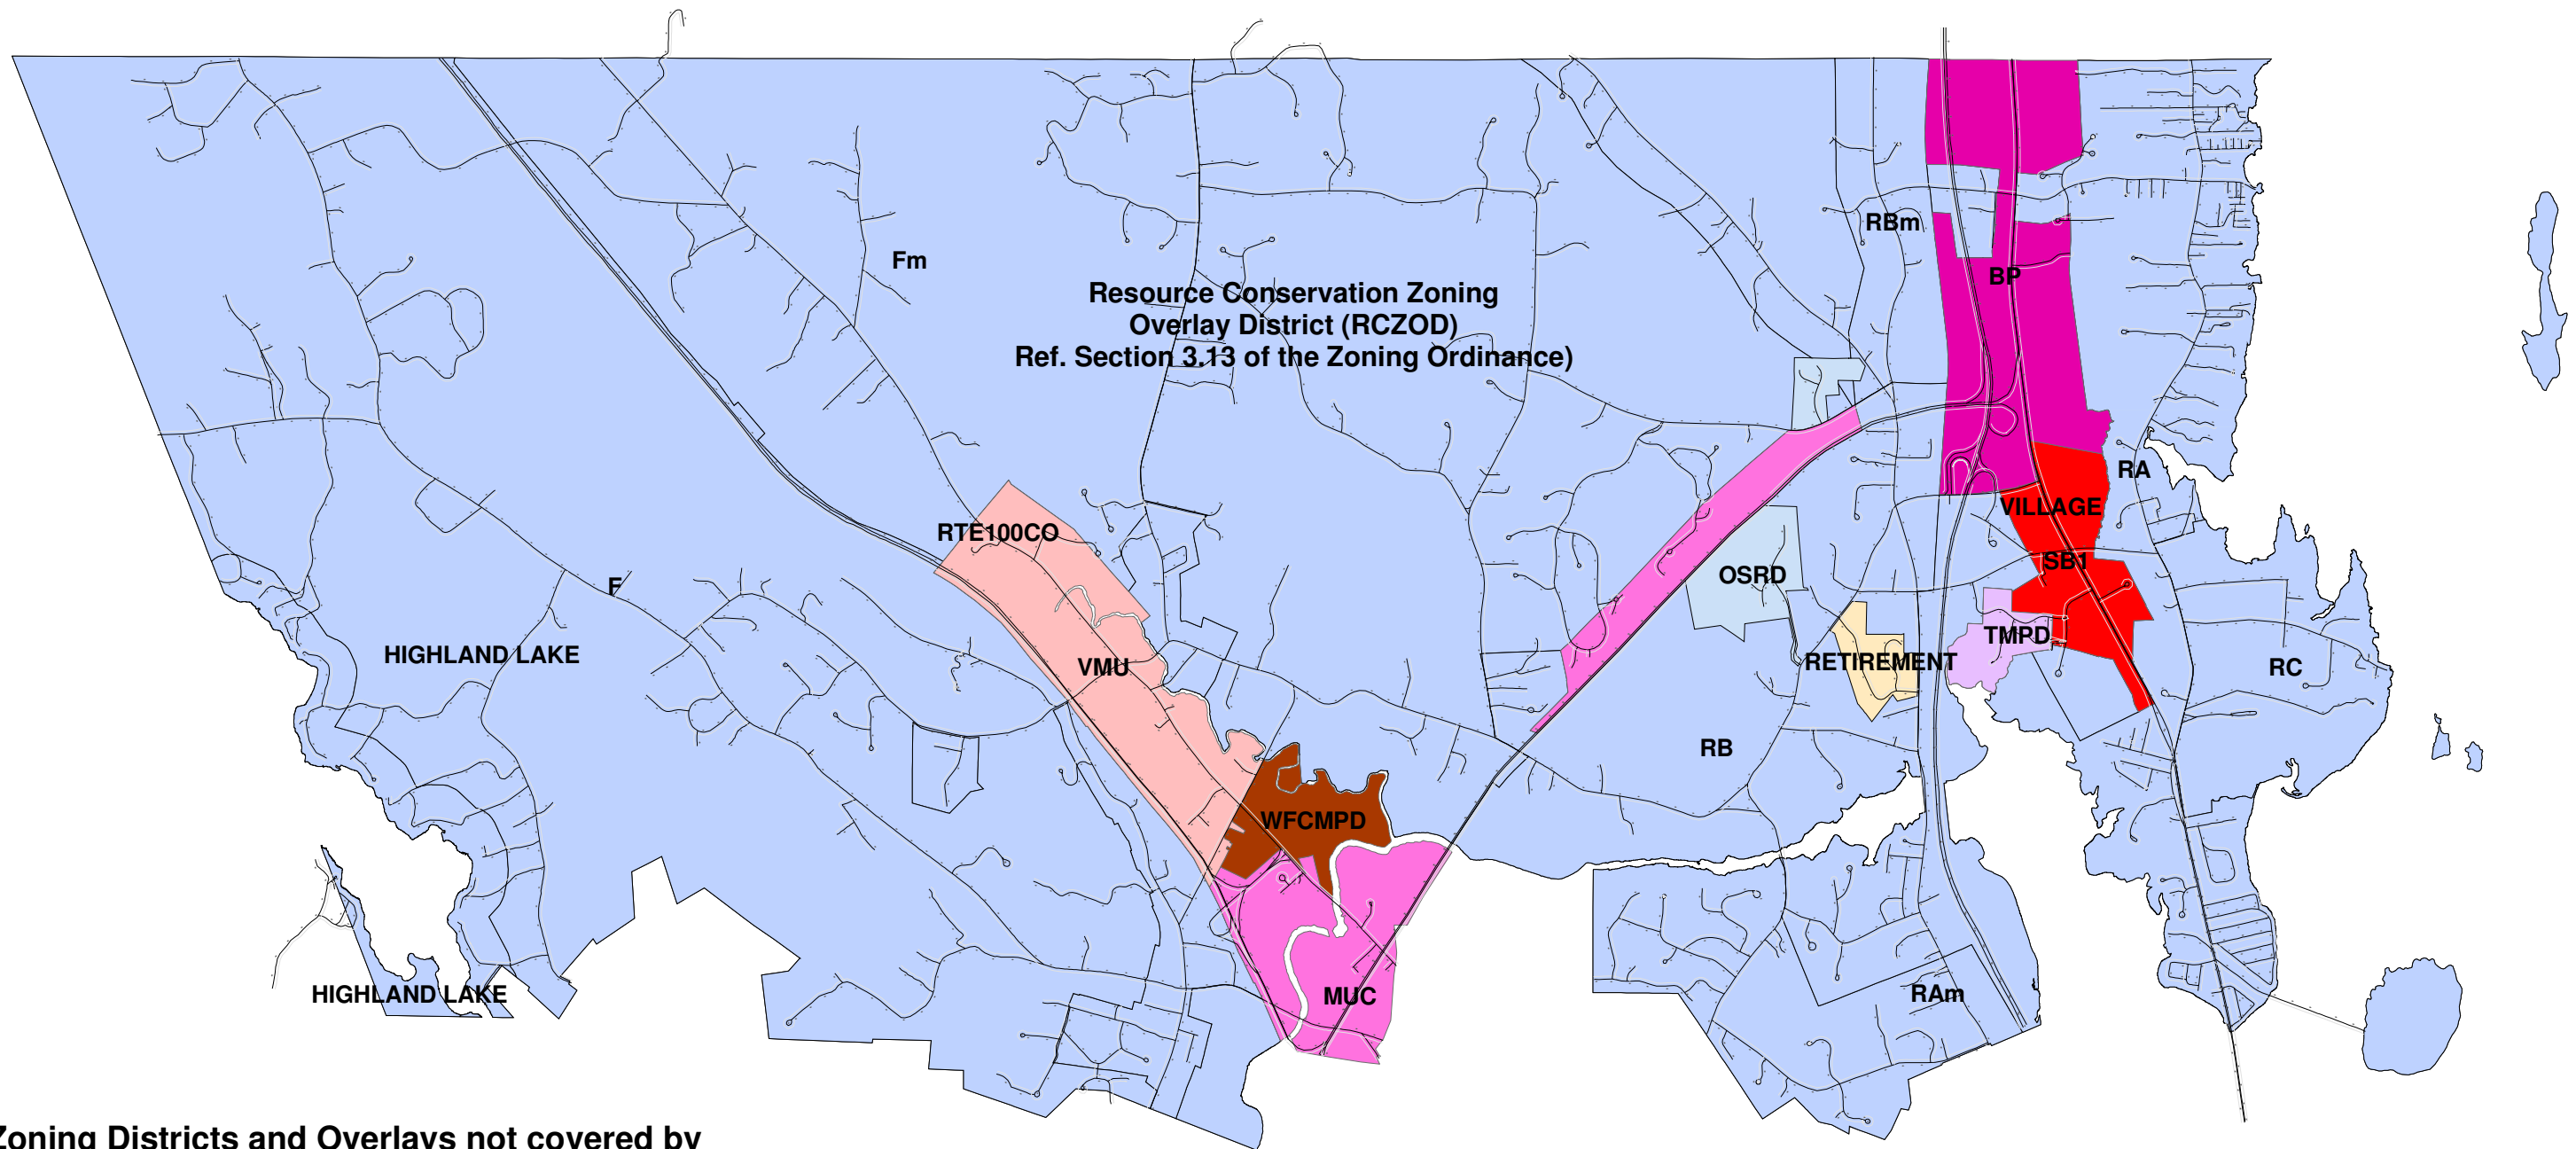 RBm
Fm
BP
Resource Conservation Zoning
Overlay District (RCZOD)
Ref. Section 3.13 of the Zoning Ordinance)
RA
VILLAGE
RTE100CO
SB1
OSRD
F
TMPD
HIGHLAND LAKE
RETIREMENT
VMU
RC
RB
WFCMPD
HIGHLAND LAKE
MUC
RAm
Zoning Districts and Overlays not covered by